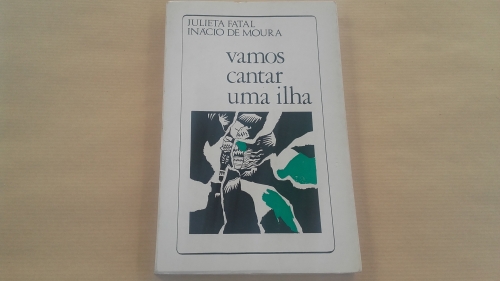 JULIETA FATAL
INÁCIO DE MOURA
vamos
cantar
uma ilha